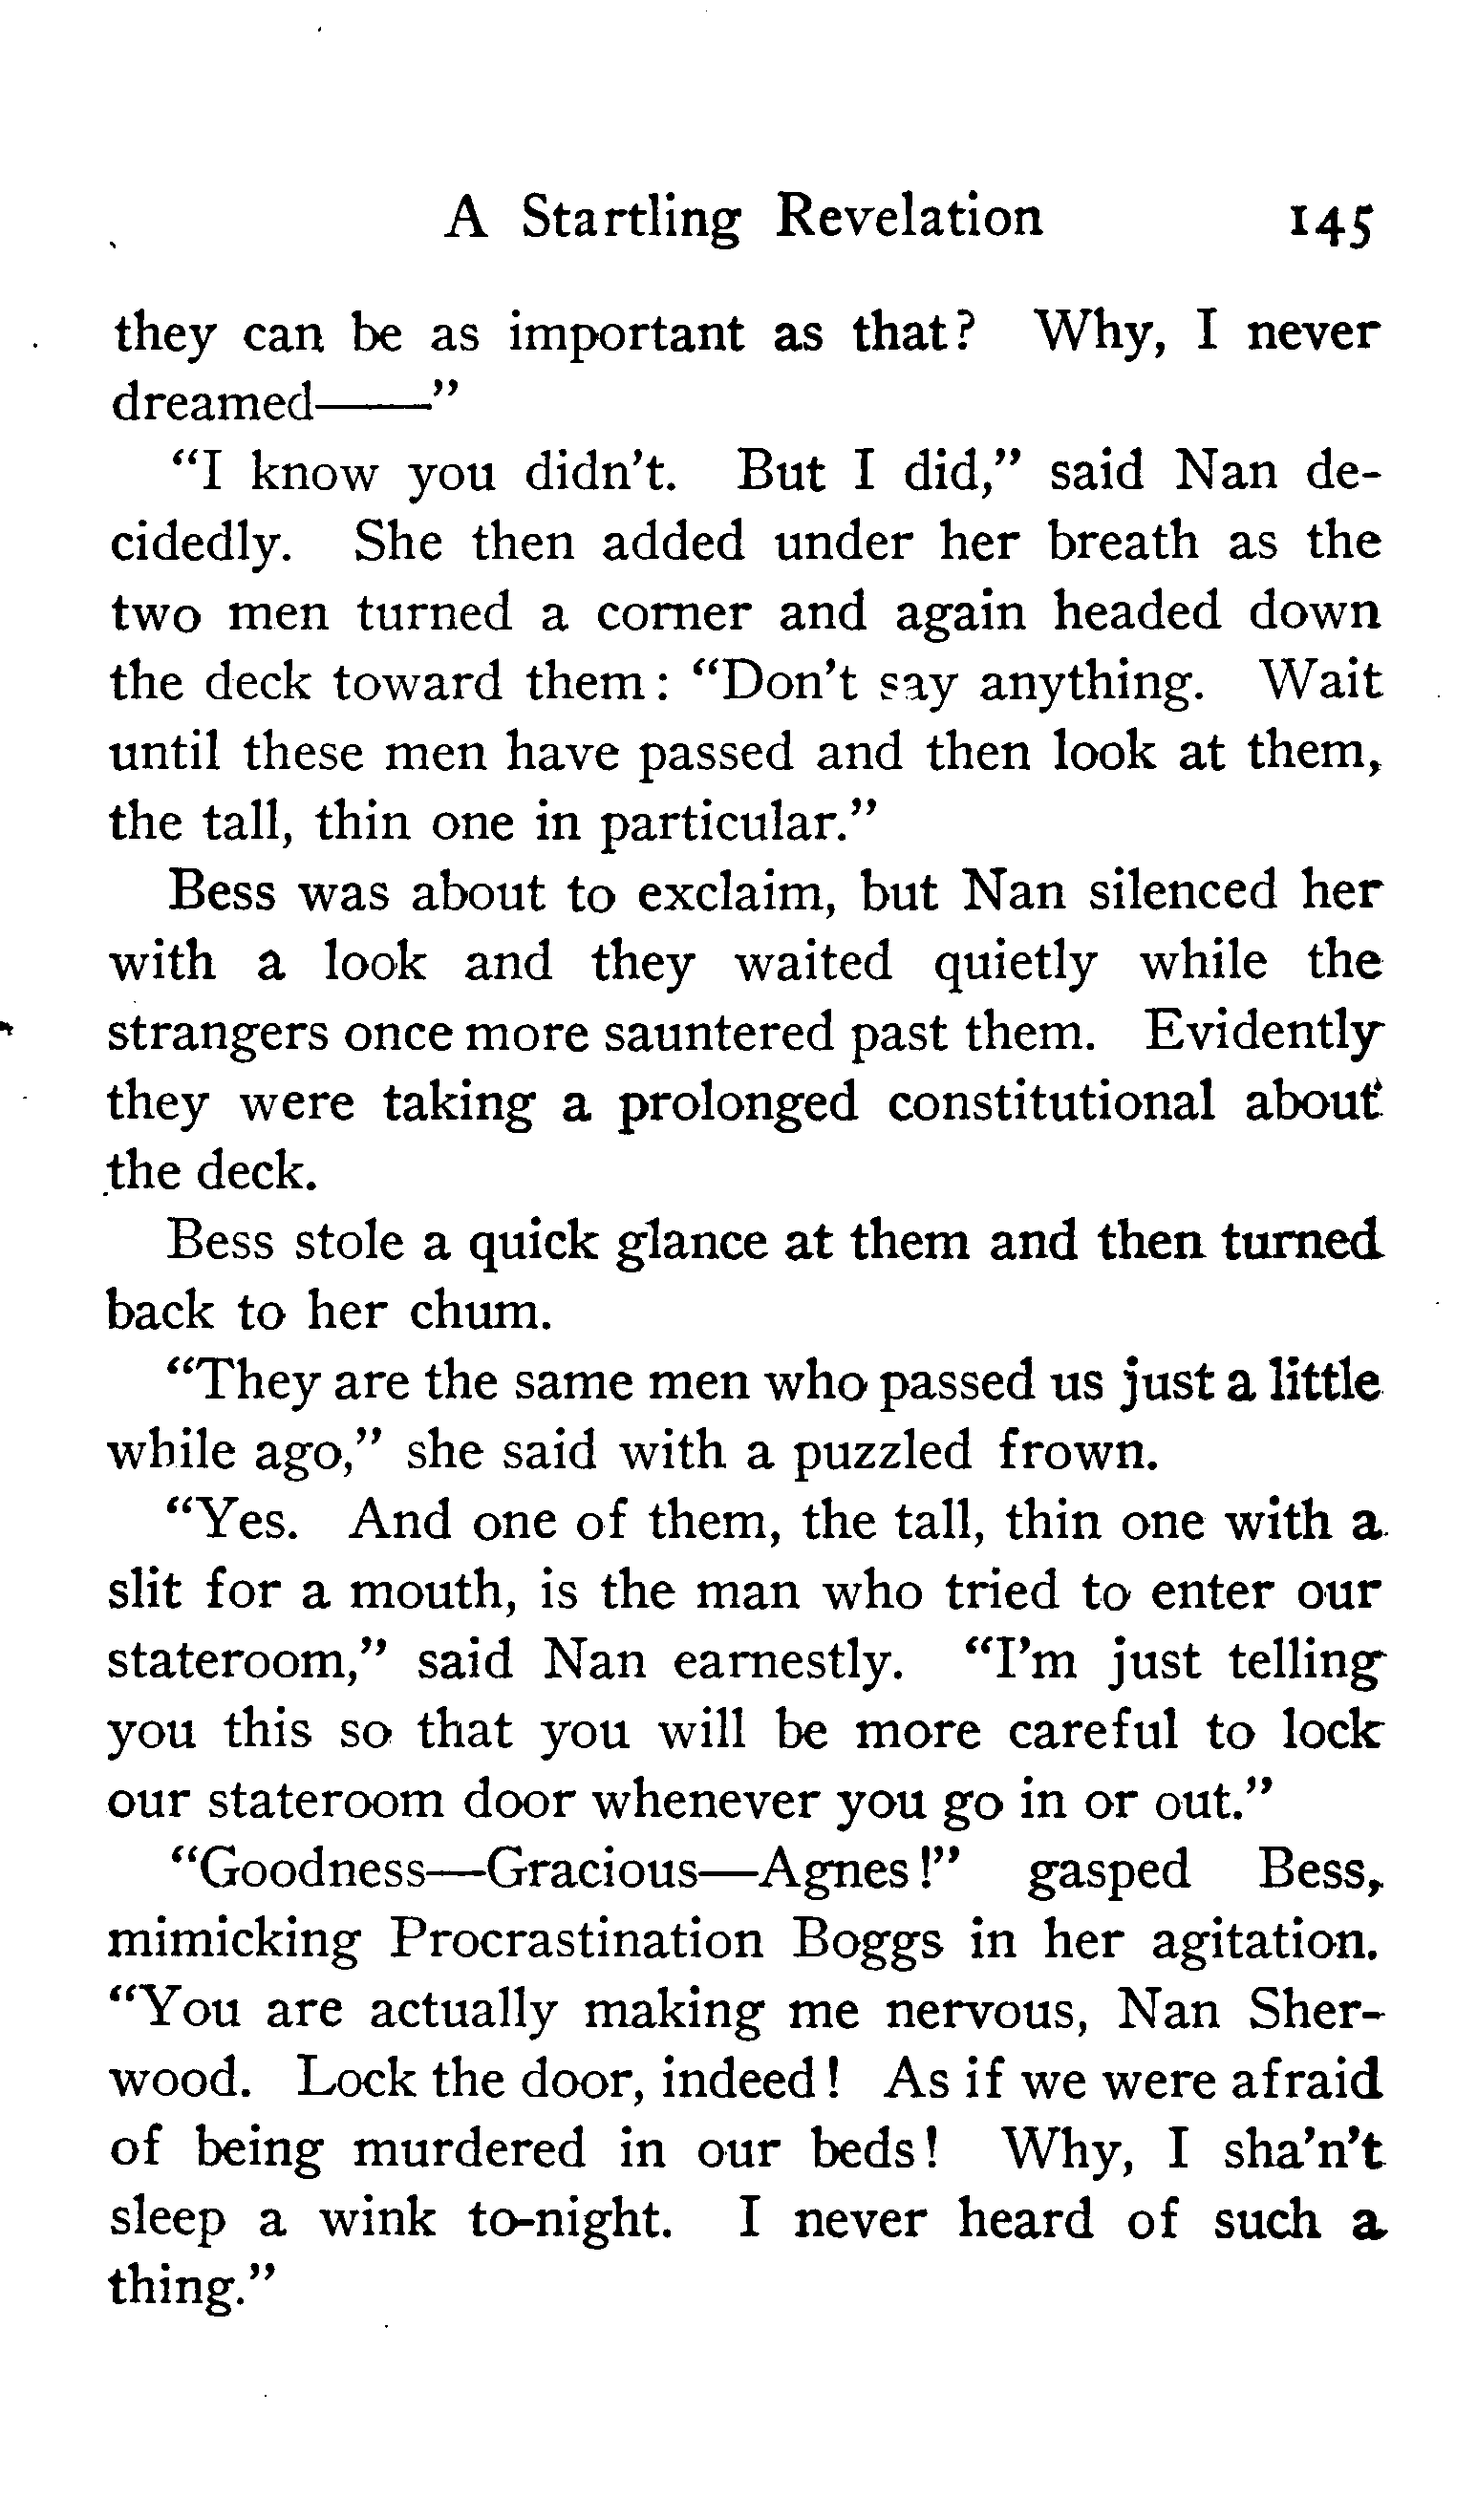 A Startling Revelation 145
they can be as important as that? Why, I never
dreamed——"
"I know you didn't. But I did," said Nan de-
cidedly. She then added under her breath as the
two men turned a corner and again headed down
the deck toward them: "Don't say anything. Wait
until these men have passed and then look at them,
the tall, thin one in particular."
Bess was about to exclaim, but Nan silenced her
with a look and they waited quietly while the
strangers once more sauntered past them. Evidently
they were taking a prolonged constitutional about
the deck.
Bess stole a quick glance at them and then turned
back to her chum.
"They are the same men who passed us just a little
while ago," she said with a puzzled frown.
"Yes. And one of them, the tall, thin one with a
slit for a mouth, is the man who tried to enter our
stateroom," said Nan earnestly. "I'm just telling
you this so that you will be more careful to lock
our stateroom door whenever you go in or out."
"Goodness—Gracious—Agnes!" gasped Bess,
mimicking Procrastination Boggs in her agitation.
"You are actually making me nervous, Nan Sher-
wood. Lock the door, indeed! As if we were afraid
of being murdered in our beds! Why, I sha'n't
sleep a wink to-night. I never heard of such a
thing."